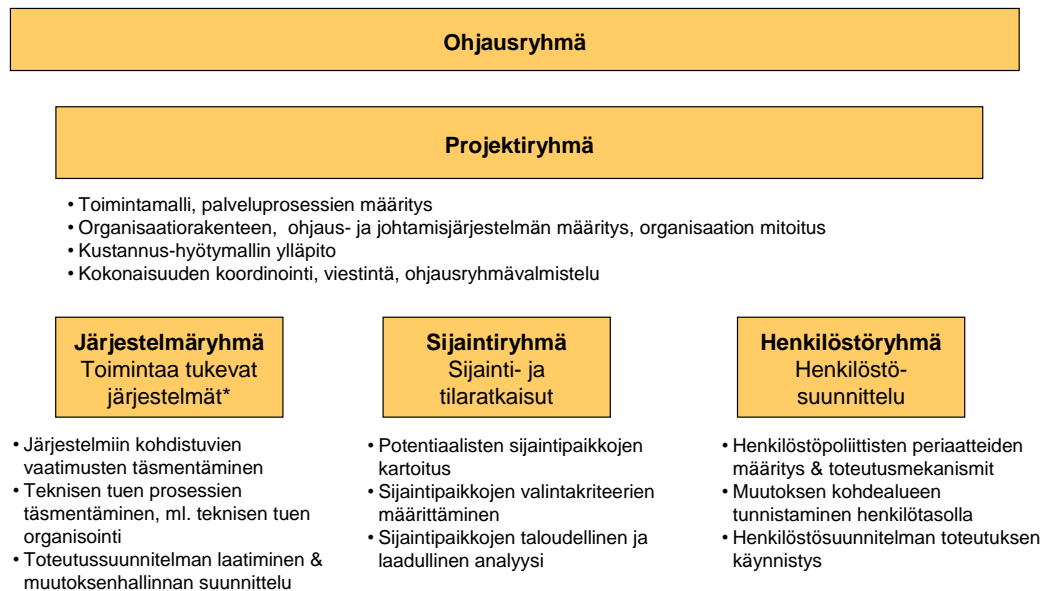 Ohjausryhmä
Projektiryhmä
• Toimintamalli, palveluprosessien määritys
• Organisaatiorakenteen, ohjaus- ja johtamisjärjestelmän määritys, organisaation mitoitus
• Kustannus-hyötymallin ylläpito
• Kokonaisuuden koordinointi, viestintä, ohjausryhmävalmistelu
Järjestelmäryhmä
Toimintaa tukevat
järjestelmät*
• Järjestelmiin kohdistuvien
vaatimusten täsmentäminen
• Teknisen tuen prosessien
täsmentäminen, ml. teknisen tuen
organisointi
• Toteutussuunnitelman laatiminen &
muutoksenhallinnan suunnittelu
Sijaintiryhmä
Sijainti- ja
tilaratkaisut
• Potentiaalisten sijaintipaikkojen
kartoitus
• Sijaintipaikkojen valintakriteerien
määrittäminen
• Sijaintipaikkojen taloudellinen ja
laadullinen analyysi
Henkilöstöryhmä
Henkilöstö-
suunnittelu
• Henkilöstöpoliittisten periaatteiden
määritys & toteutusmekanismit
• Muutoksen kohdealueen
tunnistaminen henkilötasolla
• Henkilöstösuunnitelman toteutuksen
käynnistys